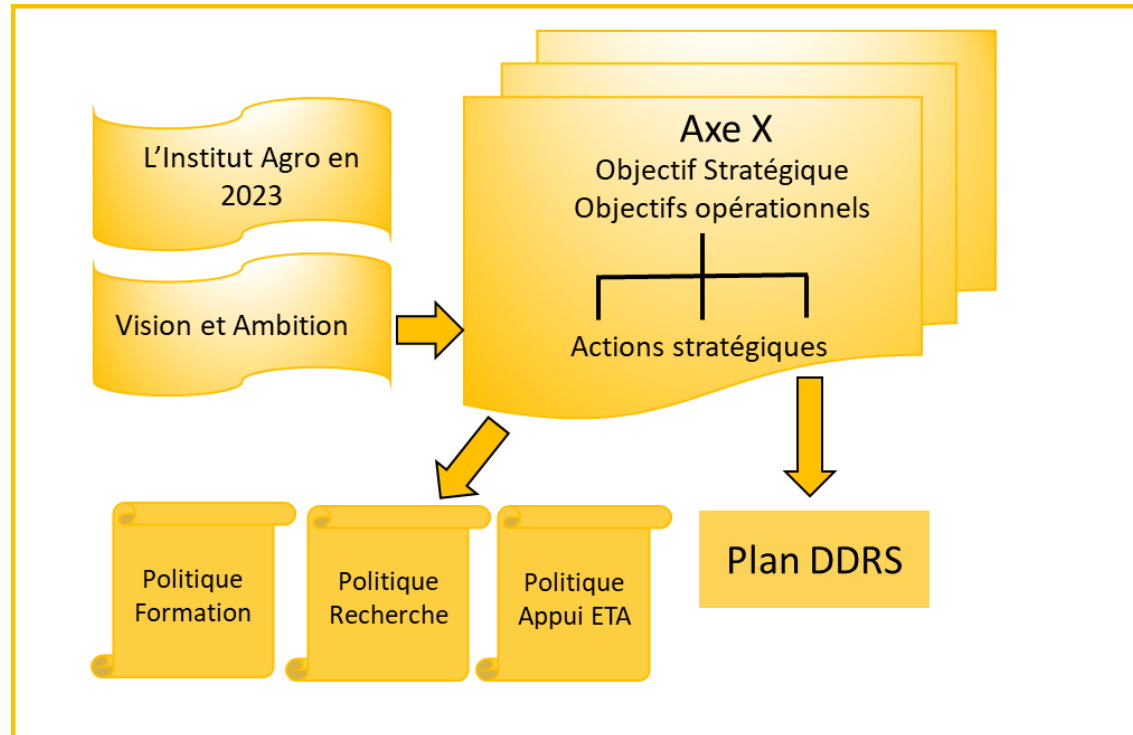 L'Institut Agro en
2023
Vision et Ambition
Axe X
Objectif Stratégique
Objectifs opérationnels
Actions stratégiques
Politique
Formation
Politique
Recherche
Politique
Appui ETA
Plan DDRS